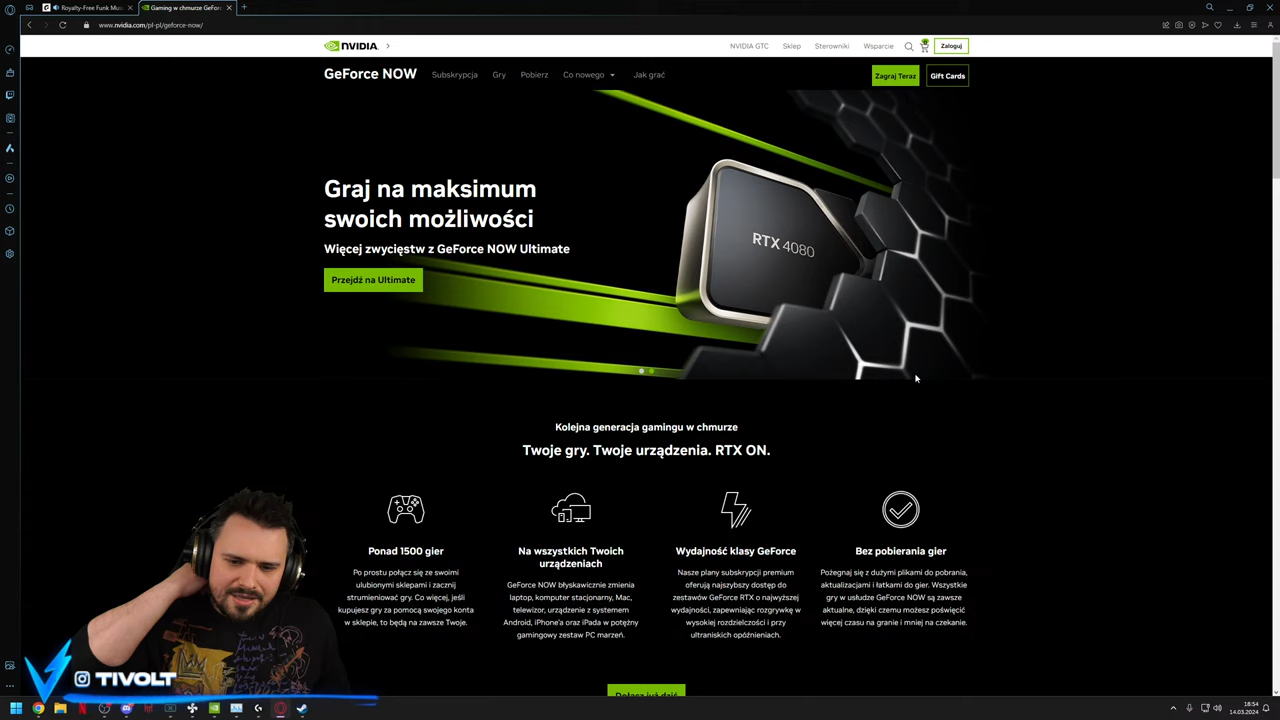 Royalty-Free Funk Mus
Gaming w chmurze GeFor
www.nvidia.com/pl-pl/geforce-now/
NVIDIA
NVIDIA GTC
Sklep
Sterowniki
Wsparcie
Zaloguj
GeForce NOW
Subskrypcja
Gry
Pobierz
Co nowego
Jak grać
Zagraj Teraz
Gift Cards
Graj na maksimum
swoich możliwości
Więcej zwycięstw z GeForce NOW Ultimate
Przejdź na Ultimate
RTX 4080
Kolejna generacja gamingu w chmurze
Twoje gry. Twoje urządzenia. RTX ON.
Ponad 1500 gier
Po prostu połącz się ze swoimi
ulubionymi sklepami i zacznij
strumieniować gry. Co więcej, jeśli
kupujesz gry za pomocą swojego konta
w sklepie, to będą na zawsze Twoje.
Na wszystkich Twoich
urządzeniach
GeForce NOW błyskawicznie zmienia
laptop, komputer stacjonarny, Mac,
telewizor, urządzenie z systemem
Android, iPhone'a oraz iPada w potężny
gamingowy zestaw PC marzeń.
Wydajność klasy GeForce
Nasze plany subskrypcji premium
oferują najszybszy dostęp do
zestawów GeForce RTX o najwyższej
wydajności, zapewniając rozgrywkę w
wysokiej rozdzielczości i przy
ultraniskich opóźnieniach.
Bez pobierania gier
Pożegnaj się z dużymi plikami do pobrania,
aktualizacjami i łatkami do gier. Wszystkie
gry w usłudze GeForce NOW są zawsze
aktualne, dzięki czemu możesz poświęcić
więcej czasu na granie i mniej na czekanie.
Dołącz już dziś
TIVOLT
18:54
14.03.2024